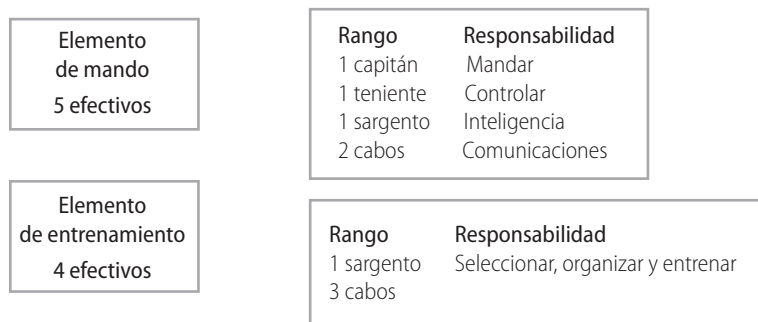 Elemento
de mando
5 efectivos
Rango Responsabilidad
1 capitán Mandar
1 teniente Controlar
1 sargento Inteligencia
2 cabos Comunicaciones
Elemento
de entrenamiento
4 efectivos
Rango Responsabilidad
1 sargento Seleccionar, organizar y entrenar
3 cabos